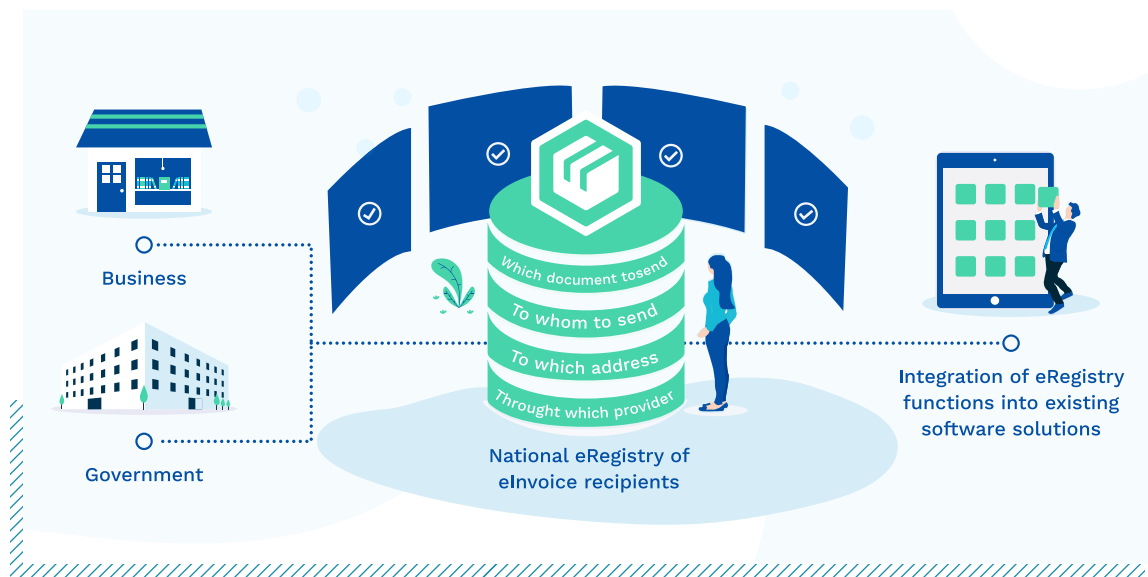 Business
Government
Which document tosend
To whom to send
To which address
Throught which provider
National eRegistry of
eInvoice recipients
Integration of eRegistry
functions into existing
software solutions